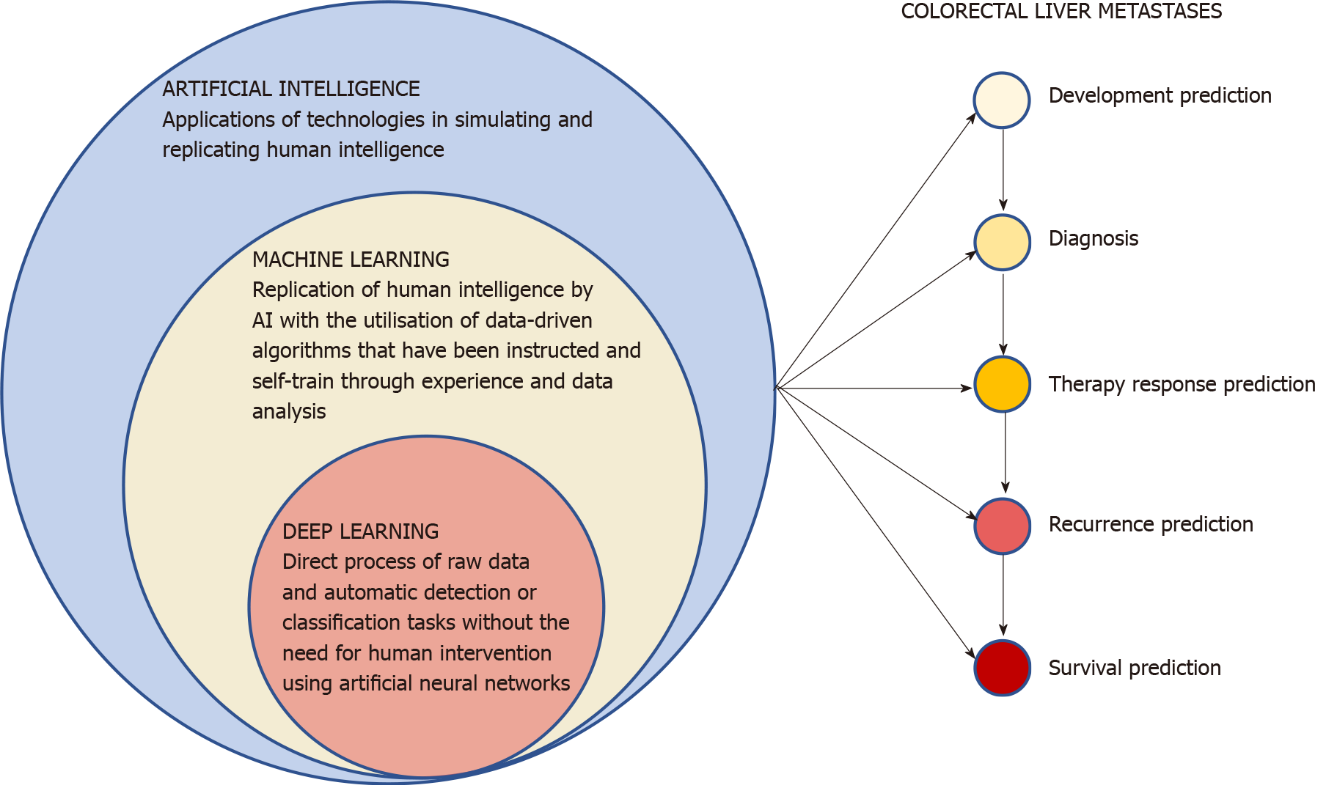 COLORECTAL LIVER METASTASES
ARTIFICIAL INTELLIGENCE
Applications of technologies in simulating and
replicating human intelligence
MACHINE LEARNING
Replication of human intelligence by
AI with the utilisation of data-driven
algorithms that have been instructed and
self-train through experience and data
analysis
DEEP LEARNING
Direct process of raw data
and automatic detection or
classification tasks without the
need for human intervention
using artificial neural networks
Development prediction
Diagnosis
Therapy response prediction
Recurrence prediction
Survival prediction